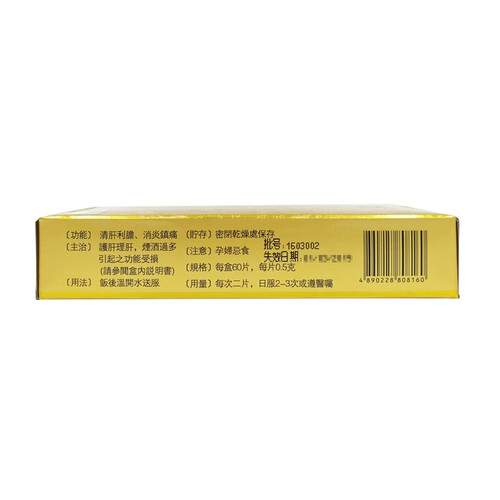 〔功能〕 清肝利膽、消炎鎮痛
〔主治〕 護肝理肝，煙酒過多
引起之功能受損
(請參閱盒内説明書)
〔用法〕 飯後溫開水送服
〔貯存〕 密閉乾燥處保存
批号:1603002
〔注意〕 孕婦忌食
失效日期:
〔規格〕 每盒60片，每片0.5克
〔用量〕 每次二片，日服2-3次或遵醫囑
4 890228 808160